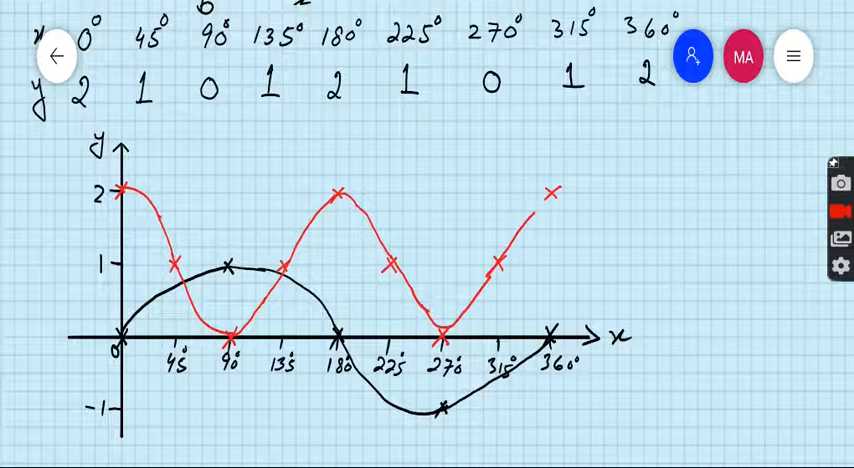 x 0° 45° 90° 135° 180° 225° 270° 315° 360°
MA
y 2 1 0 1 2 1 0 1 2
y
2
1
0 45° 90° 135 180° 225° 270° 315° 360° x
-1